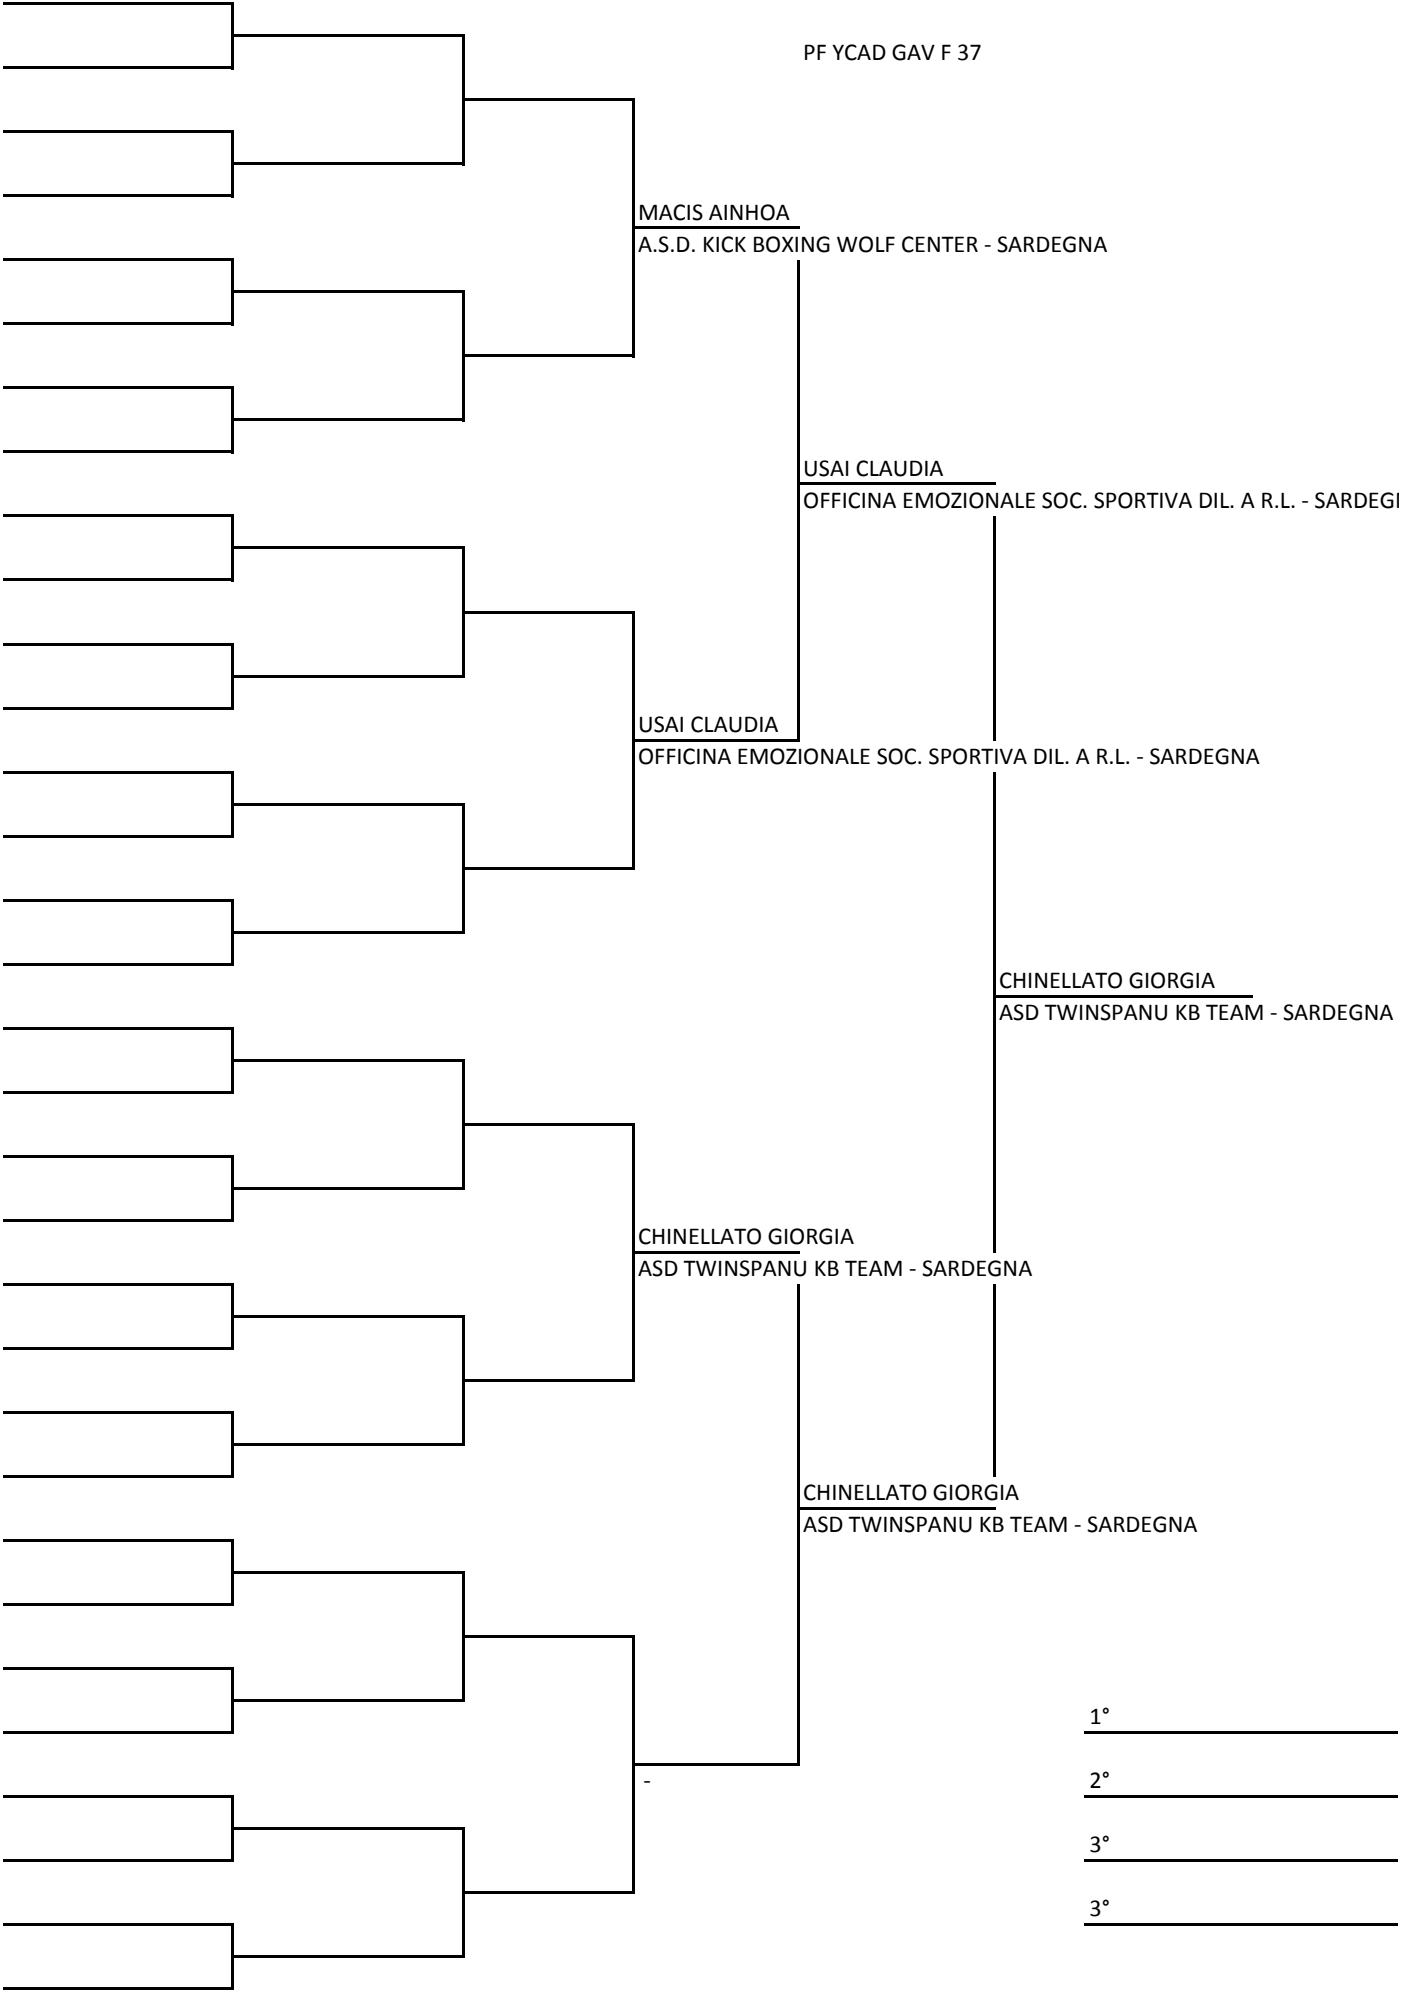 PF YCAD GAV F 37
MACIS AINHOA
A.S.D. KICK BOXING WOLF CENTER - SARDEGNA
USAI CLAUDIA
OFFICINA EMOZIONALE SOC. SPORTIVA DIL. A R.L. - SARDEG
USAI CLAUDIA
OFFICINA EMOZIONALE SOC. SPORTIVA DIL. A R.L. - SARDEGNA
CHINELLATO GIORGIA
ASD TWINSPANU KB TEAM - SARDEGNA
CHINELLATO GIORGIA
ASD TWINSPANU KB TEAM - SARDEGNA
CHINELLATO GIORGIA
ASD TWINSPANU KB TEAM - SARDEGNA
1°
-
2°
3°
3°